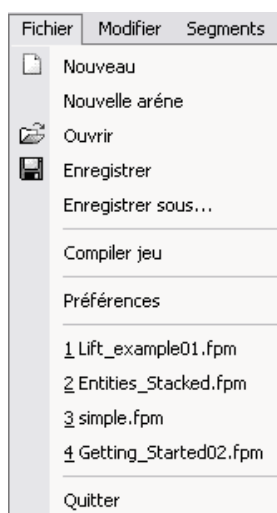 Fichier Modifier Segments
Nouveau
Nouvelle aréne
Ouvrir
Enregistrer
Enregistrer sous...
Compiler jeu
Préférences
1 Lift_example01.fpm
2 Entities_Stacked.fpm
3 simple.fpm
4 Getting_Started02.fpm
Quitter